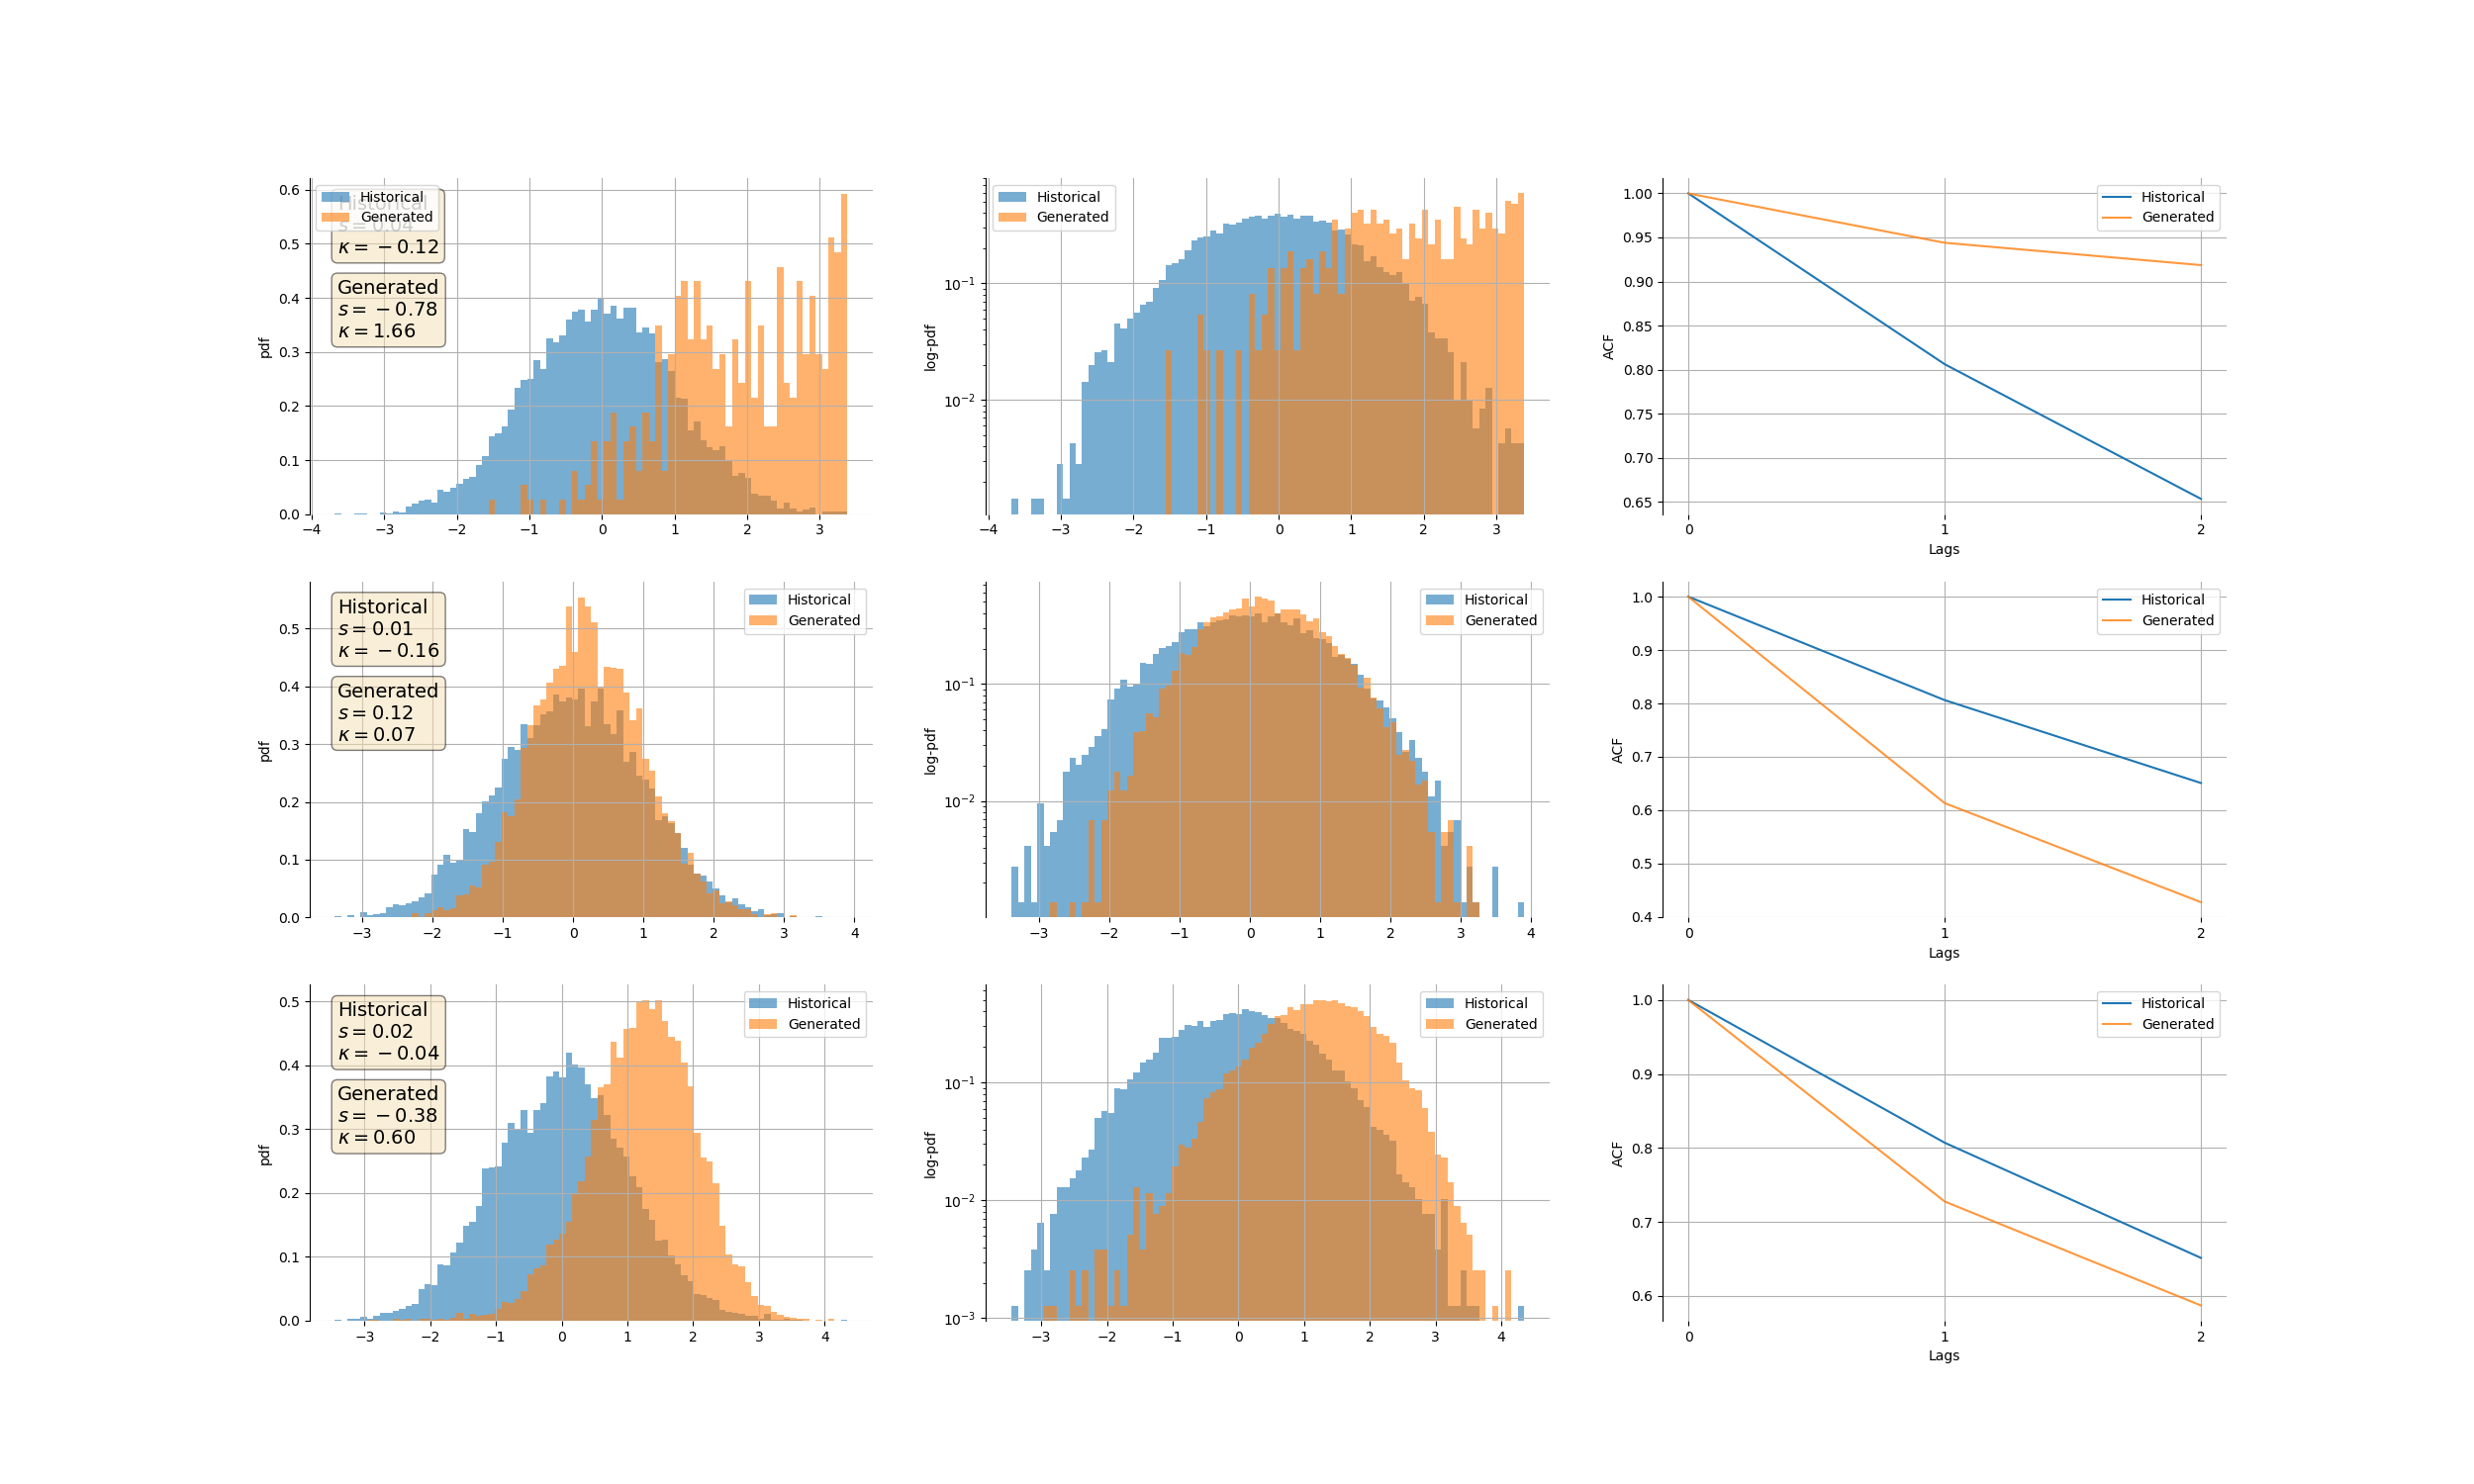 0.6
0.5
0.4
0.3
0.2
0.1
0.0
pdf
Historical
Generated
Historical
s = 0.04
κ = −0.12
Generated
s = −0.78
κ = 1.66
−4 −3 −2 −1 0 1 2 3
log-pdf
10⁻¹
10⁻²
Historical
Generated
−4 −3 −2 −1 0 1 2 3
ACF
1.00
0.95
0.90
0.85
0.80
0.75
0.70
0.65
Historical
Generated
0 1 2
Lags
0.5
0.4
0.3
0.2
0.1
0.0
pdf
Historical
s = 0.01
κ = −0.16
Generated
s = 0.12
κ = 0.07
Historical
Generated
−3 −2 −1 0 1 2 3 4
log-pdf
10⁻¹
10⁻²
Historical
Generated
−3 −2 −1 0 1 2 3 4
ACF
1.0
0.9
0.8
0.7
0.6
0.5
0.4
Historical
Generated
0 1 2
Lags
0.5
0.4
0.3
0.2
0.1
0.0
pdf
Historical
s = 0.02
κ = −0.04
Generated
s = −0.38
κ = 0.60
Historical
Generated
−3 −2 −1 0 1 2 3 4
log-pdf
10⁻¹
10⁻²
10⁻³
Historical
Generated
−3 −2 −1 0 1 2 3 4
ACF
1.0
0.9
0.8
0.7
0.6
Historical
Generated
0 1 2
Lags